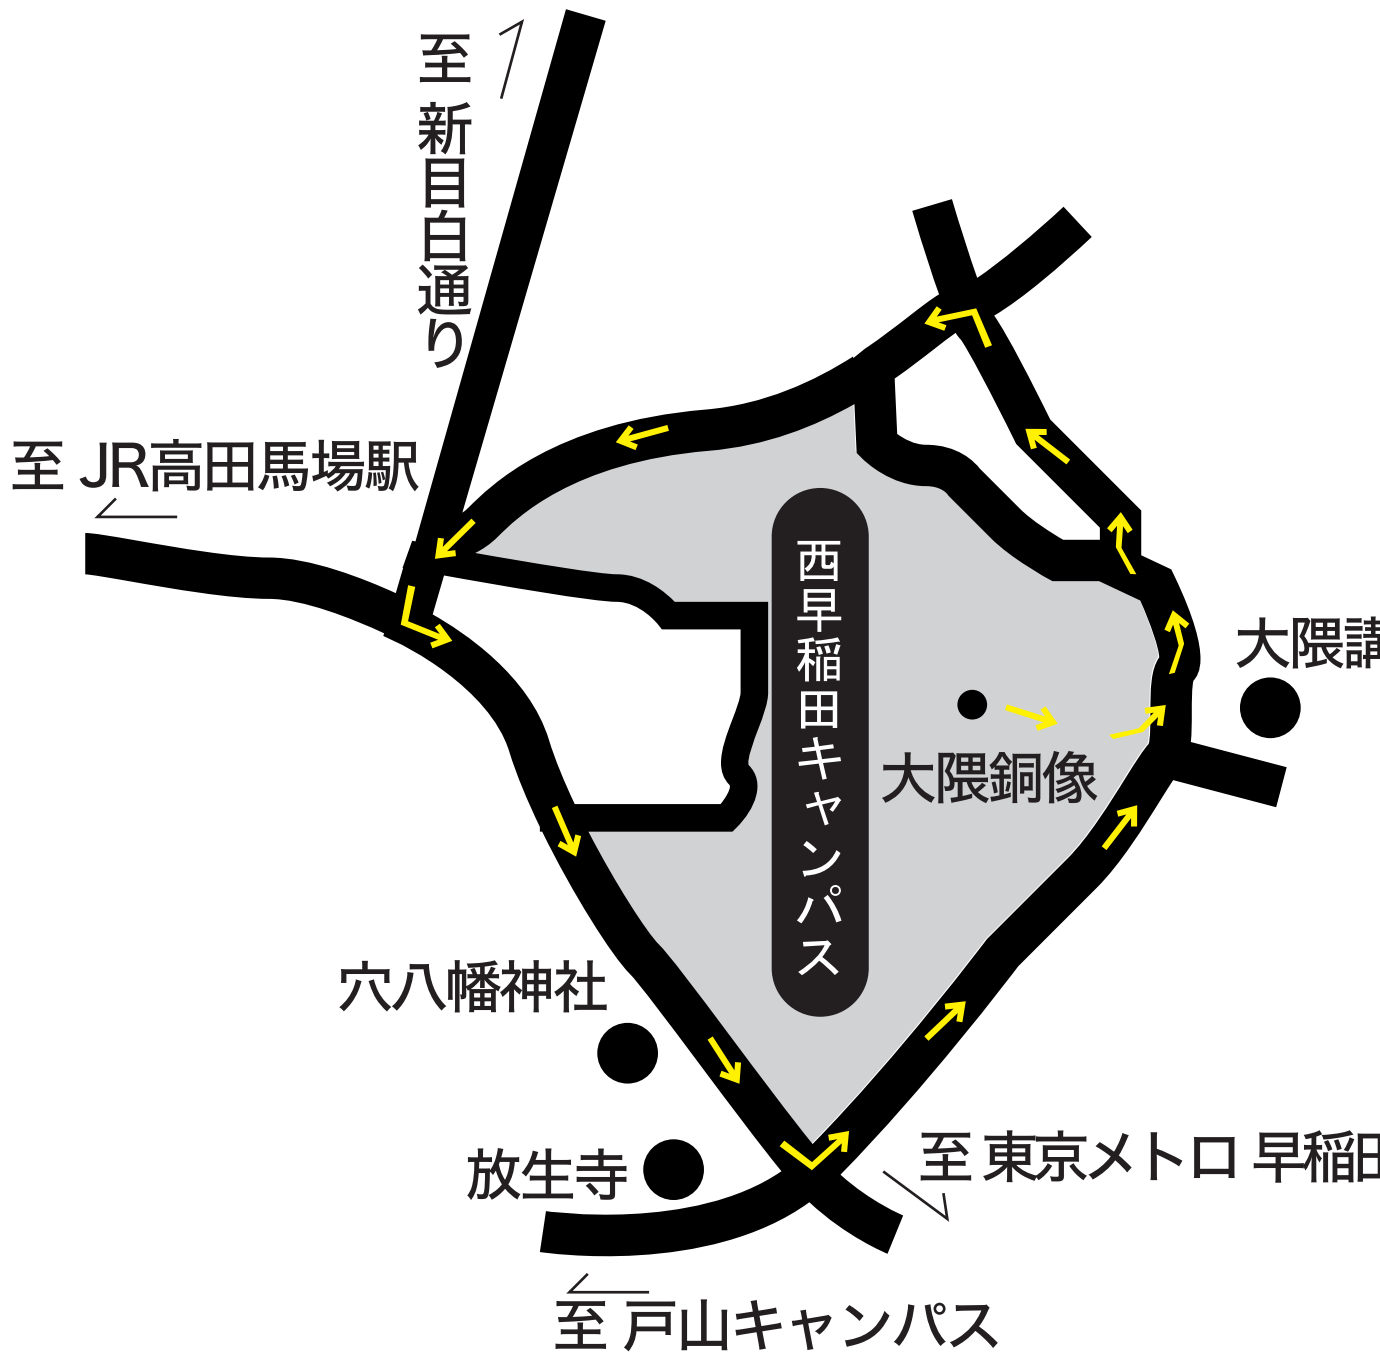 至 新目白通り
至 JR高田馬場駅
西早稲田キャンパス
大隈講
大隈銅像
穴八幡神社
放生寺
至 東京メトロ 早稲田
至 戸山キャンパス